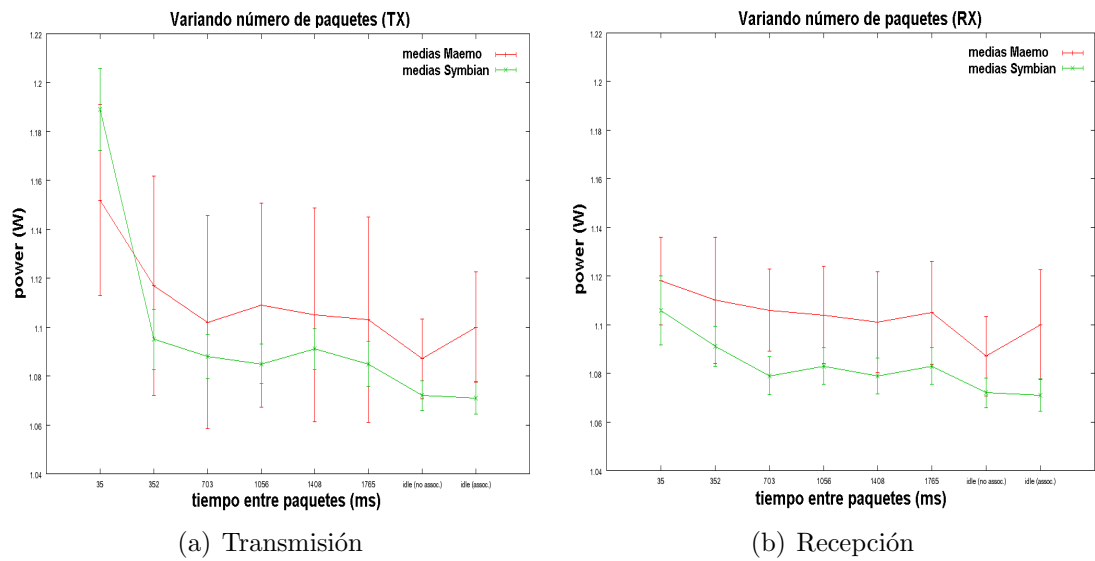 Variando número de paquetes (TX)
medias Maemo
medias Symbian
1.22
1.2
1.18
1.16
1.14
1.12
1.1
1.08
1.06
1.04
power (W)
35 352 703 1056 1408 1765 idle (no assoc.) idle (assoc.)
tiempo entre paquetes (ms)
(a) Transmisión
Variando número de paquetes (RX)
medias Maemo
medias Symbian
1.22
1.2
1.18
1.16
1.14
1.12
1.1
1.08
1.06
1.04
power (W)
35 352 703 1056 1408 1765 idle (no assoc.) idle (assoc.)
tiempo entre paquetes (ms)
(b) Recepción